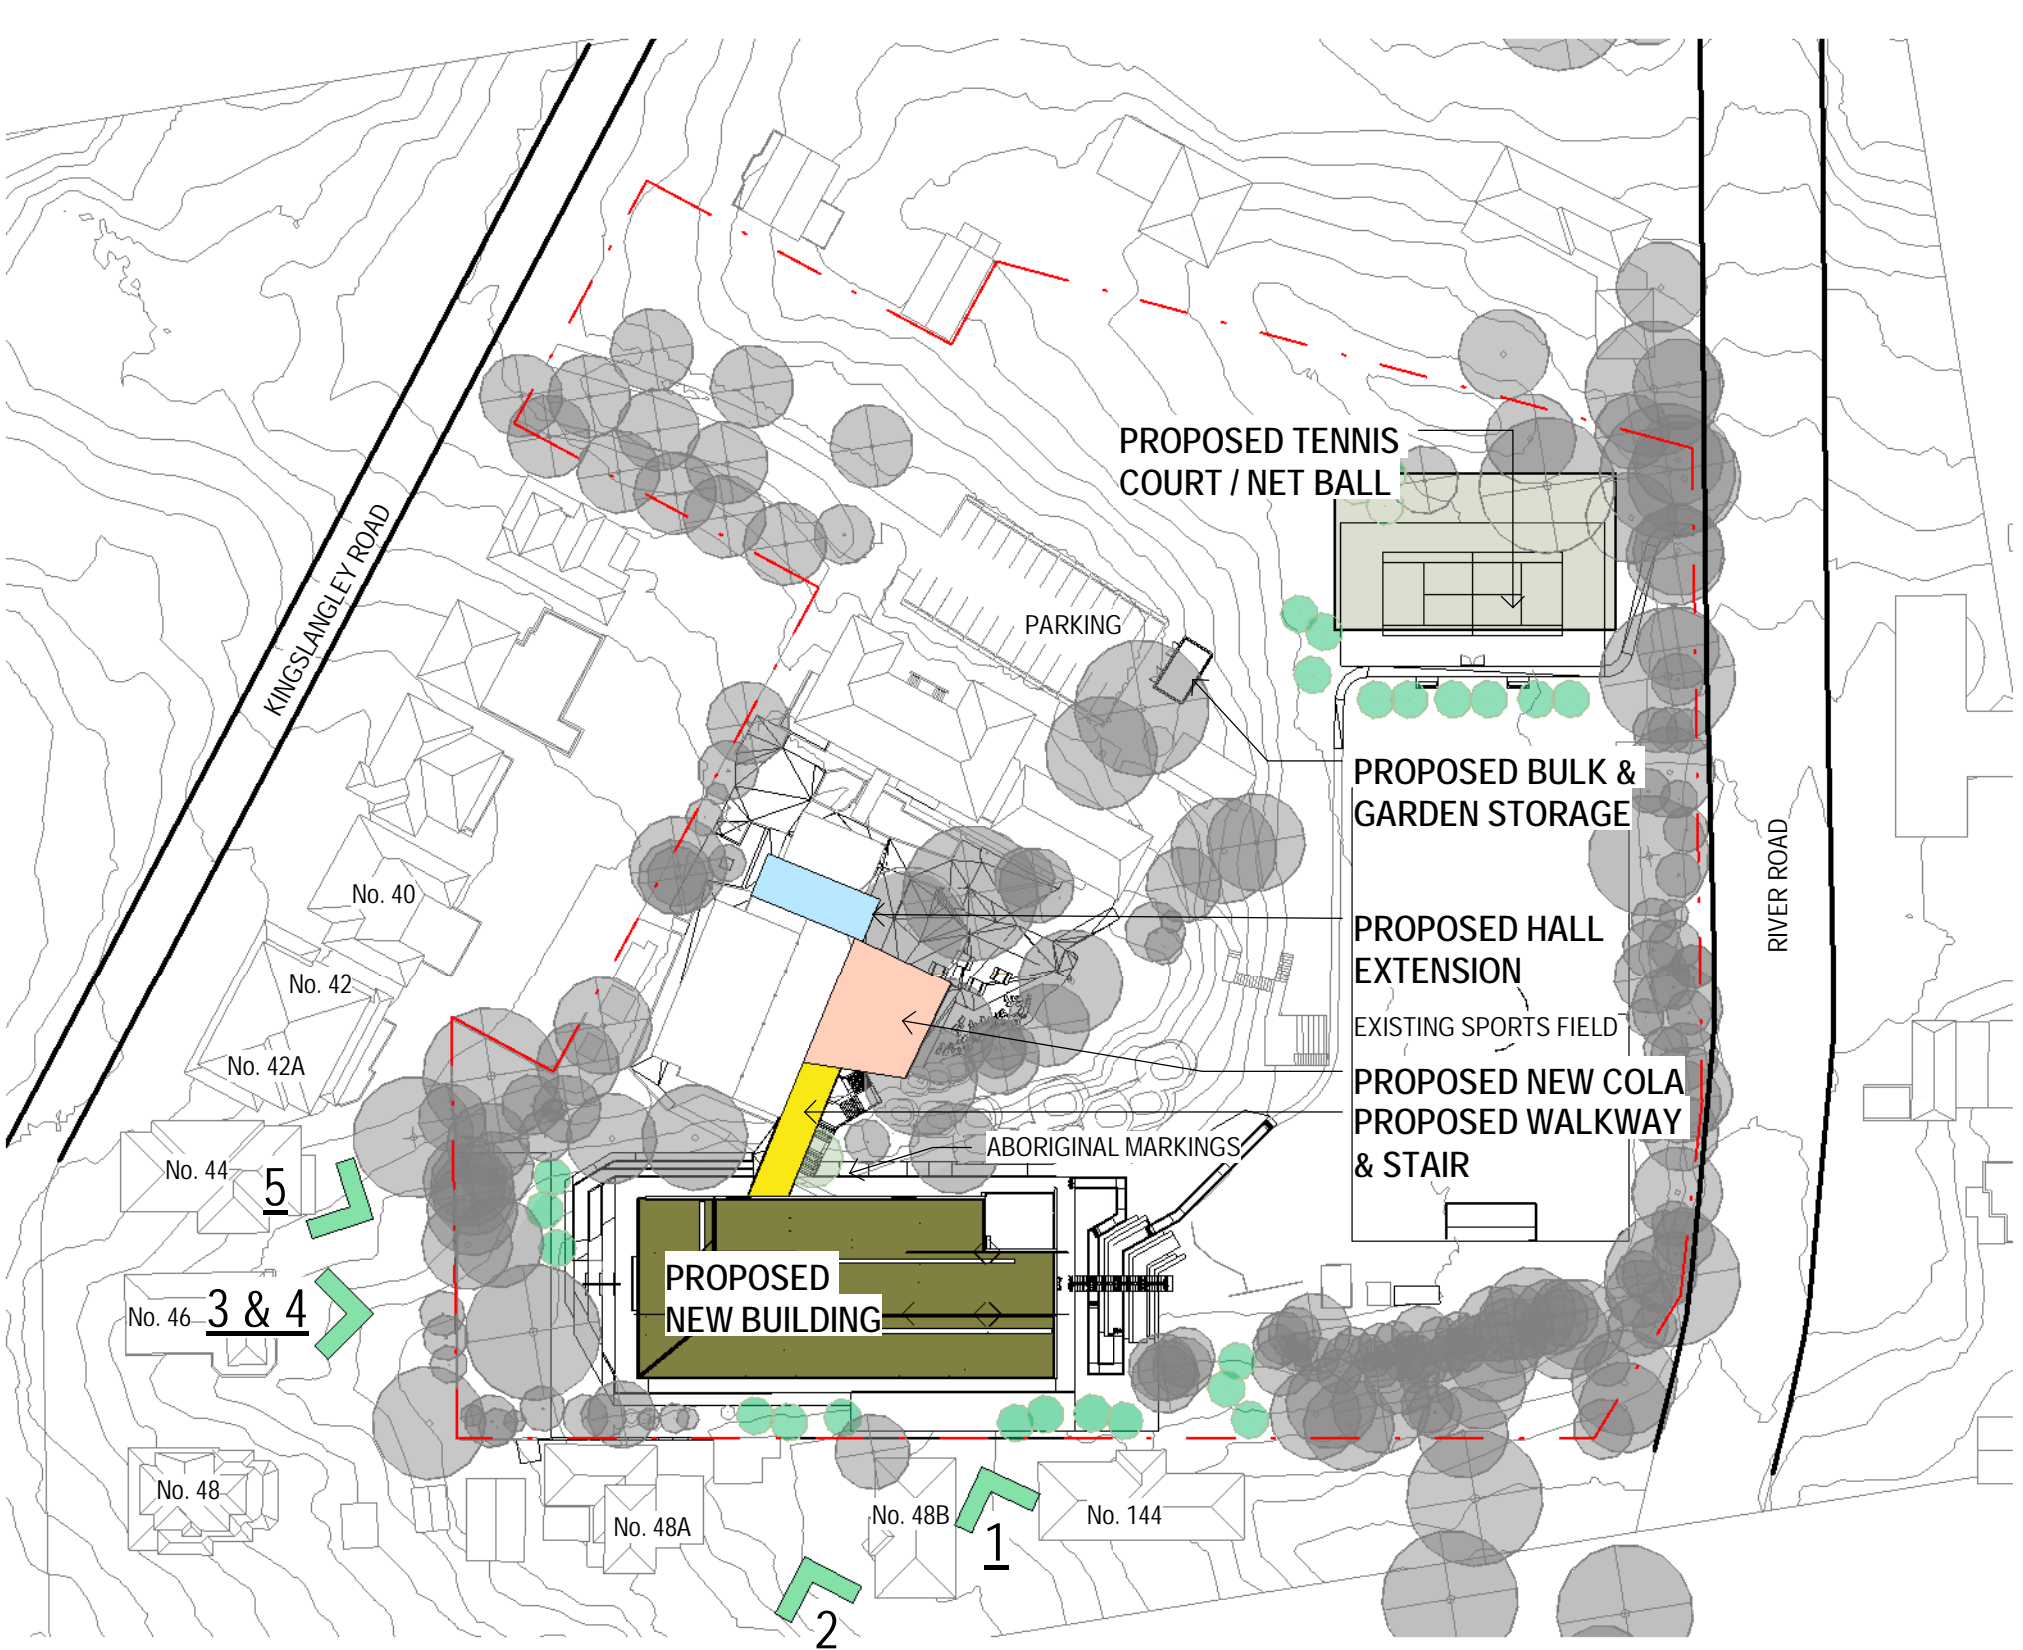 PROPOSED TENNIS
COURT / NET BALL
KINGSLANGLEY ROAD
PARKING
PROPOSED BULK &
GARDEN STORAGE
RIVER ROAD
No. 40
PROPOSED HALL
EXTENSION
No. 42
EXISTING SPORTS FIELD
No. 42A
PROPOSED NEW COLA
PROPOSED WALKWAY
& STAIR
ABORIGINAL MARKINGS
No. 44
5
PROPOSED
NEW BUILDING
No. 46
3 & 4
No. 48
No. 48A
No. 48B
No. 144
1
2